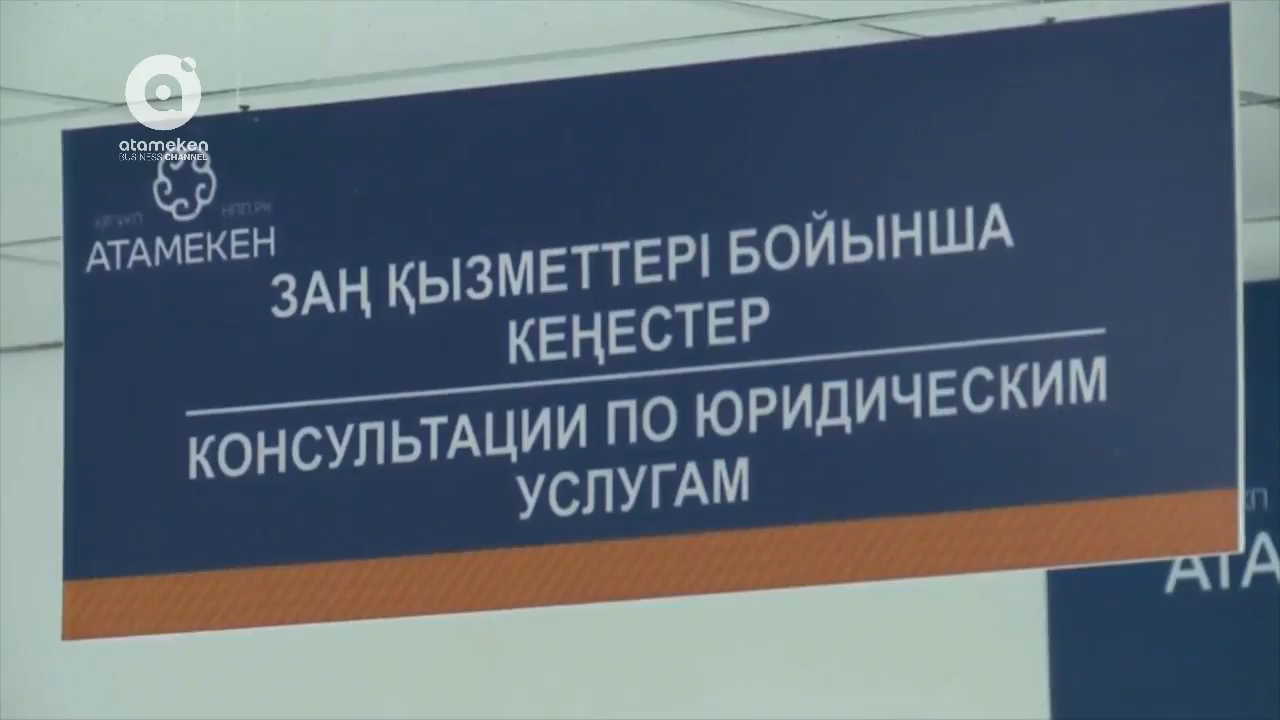 atameken
BUSINESS CHANNEL
ҚР ҰКП НПП РК
АТАМЕКЕН
ЗАҢ ҚЫЗМЕТТЕРІ БОЙЫНША
КЕҢЕСТЕР
КОНСУЛЬТАЦИИ ПО ЮРИДИЧЕСКИМ
УСЛУГАМ
АТА